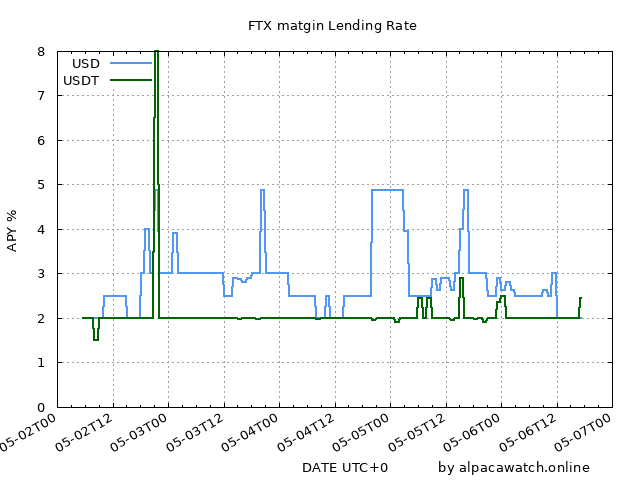 FTX matgin Lending Rate
USD
USDT
8
7
6
5
4
3
2
1
0
APY %
05-02T00
05-02T12
05-03T00
05-03T12
05-04T00
05-04T12
05-05T00
05-05T12
05-06T00
05-06T12
05-07T00
DATE UTC+0
by alpacawatch.online